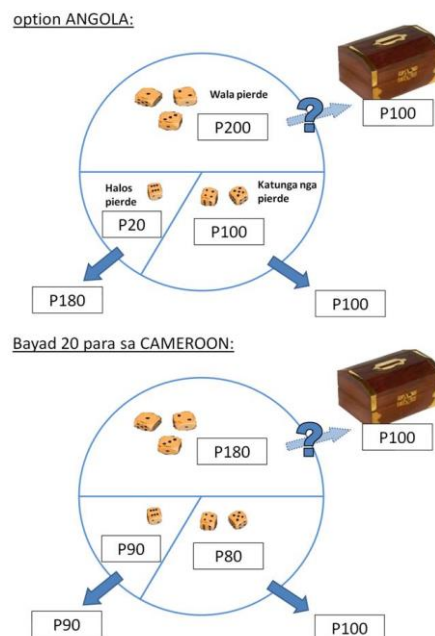 option ANGOLA:
Wala pierde
P200
P100
Halos
pierde
P20
Katunga nga
pierde
P100
P180
P100
Bayad 20 para sa CAMEROON:
P180
P100
P90
P80
P90
P100